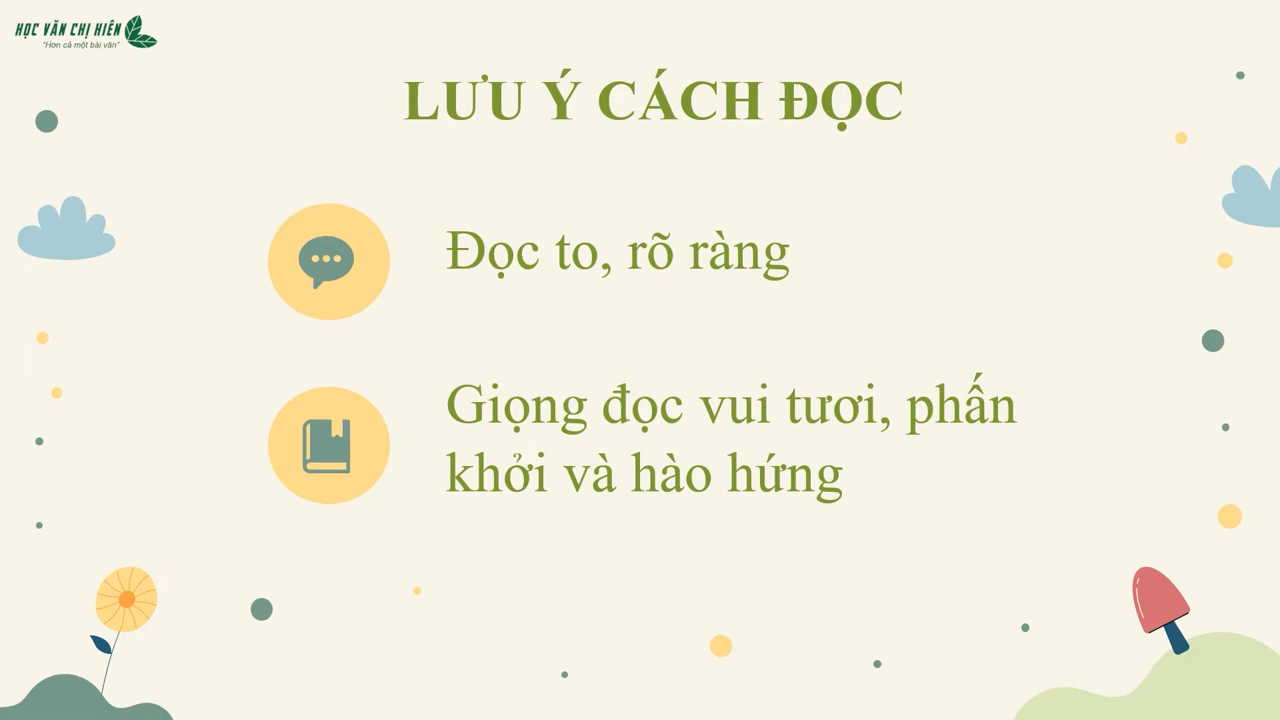 HỌC VĂN CHỊ HIÊN
"Hơn cả một bài văn"
LƯU Ý CÁCH ĐỌC
Đọc to, rõ ràng
Giọng đọc vui tươi, phấn
khởi và hào hứng